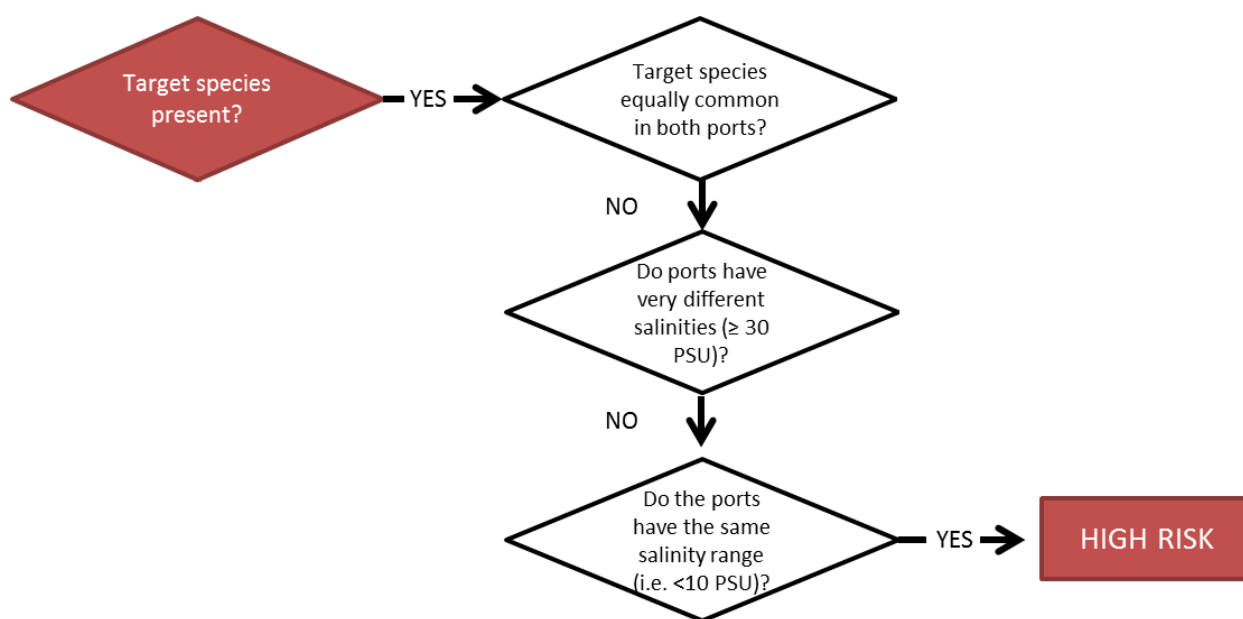 Target species
present?
YES
Target species
equally common
in both ports?
NO
Do ports have
very different
salinities (≥ 30
PSU)?
NO
Do the ports
have the same
salinity range
(i.e. <10 PSU)?
YES
HIGH RISK